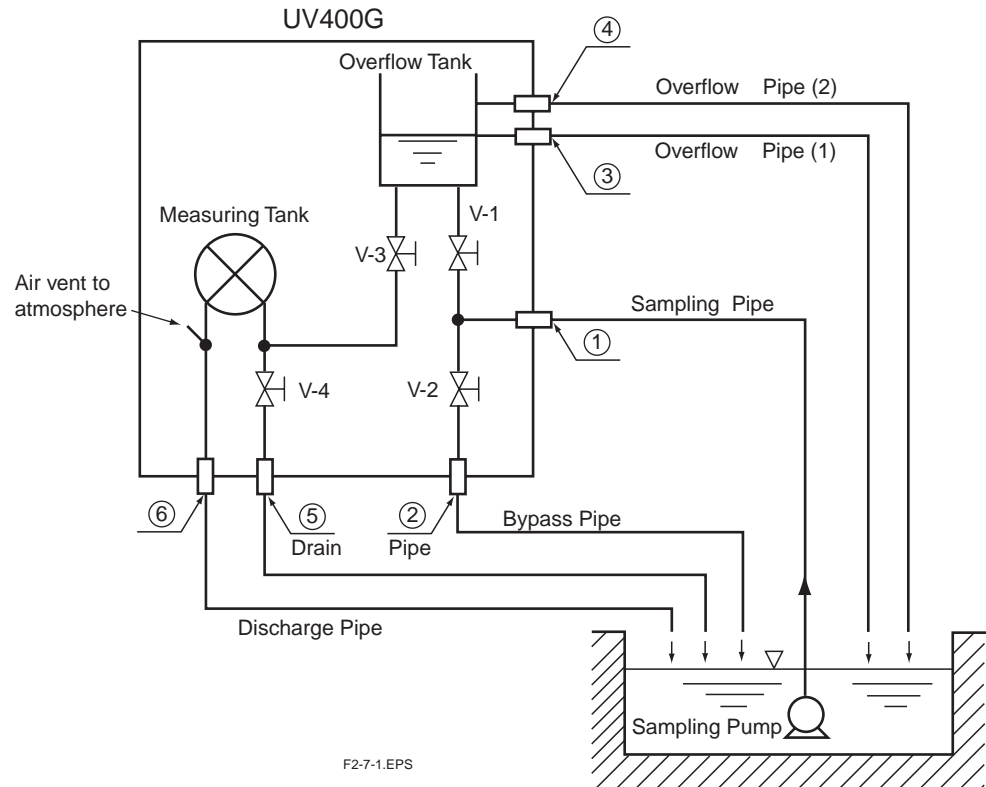 UV400G
④
Overflow Tank
Overflow Pipe (2)
Overflow Pipe (1)
③
Measuring Tank
V-1
V-3
Air vent to
atmosphere
Sampling Pipe
①
V-4
V-2
⑥
⑤
Drain
②
Pipe
Bypass Pipe
Discharge Pipe
Sampling Pump
F2-7-1.EPS